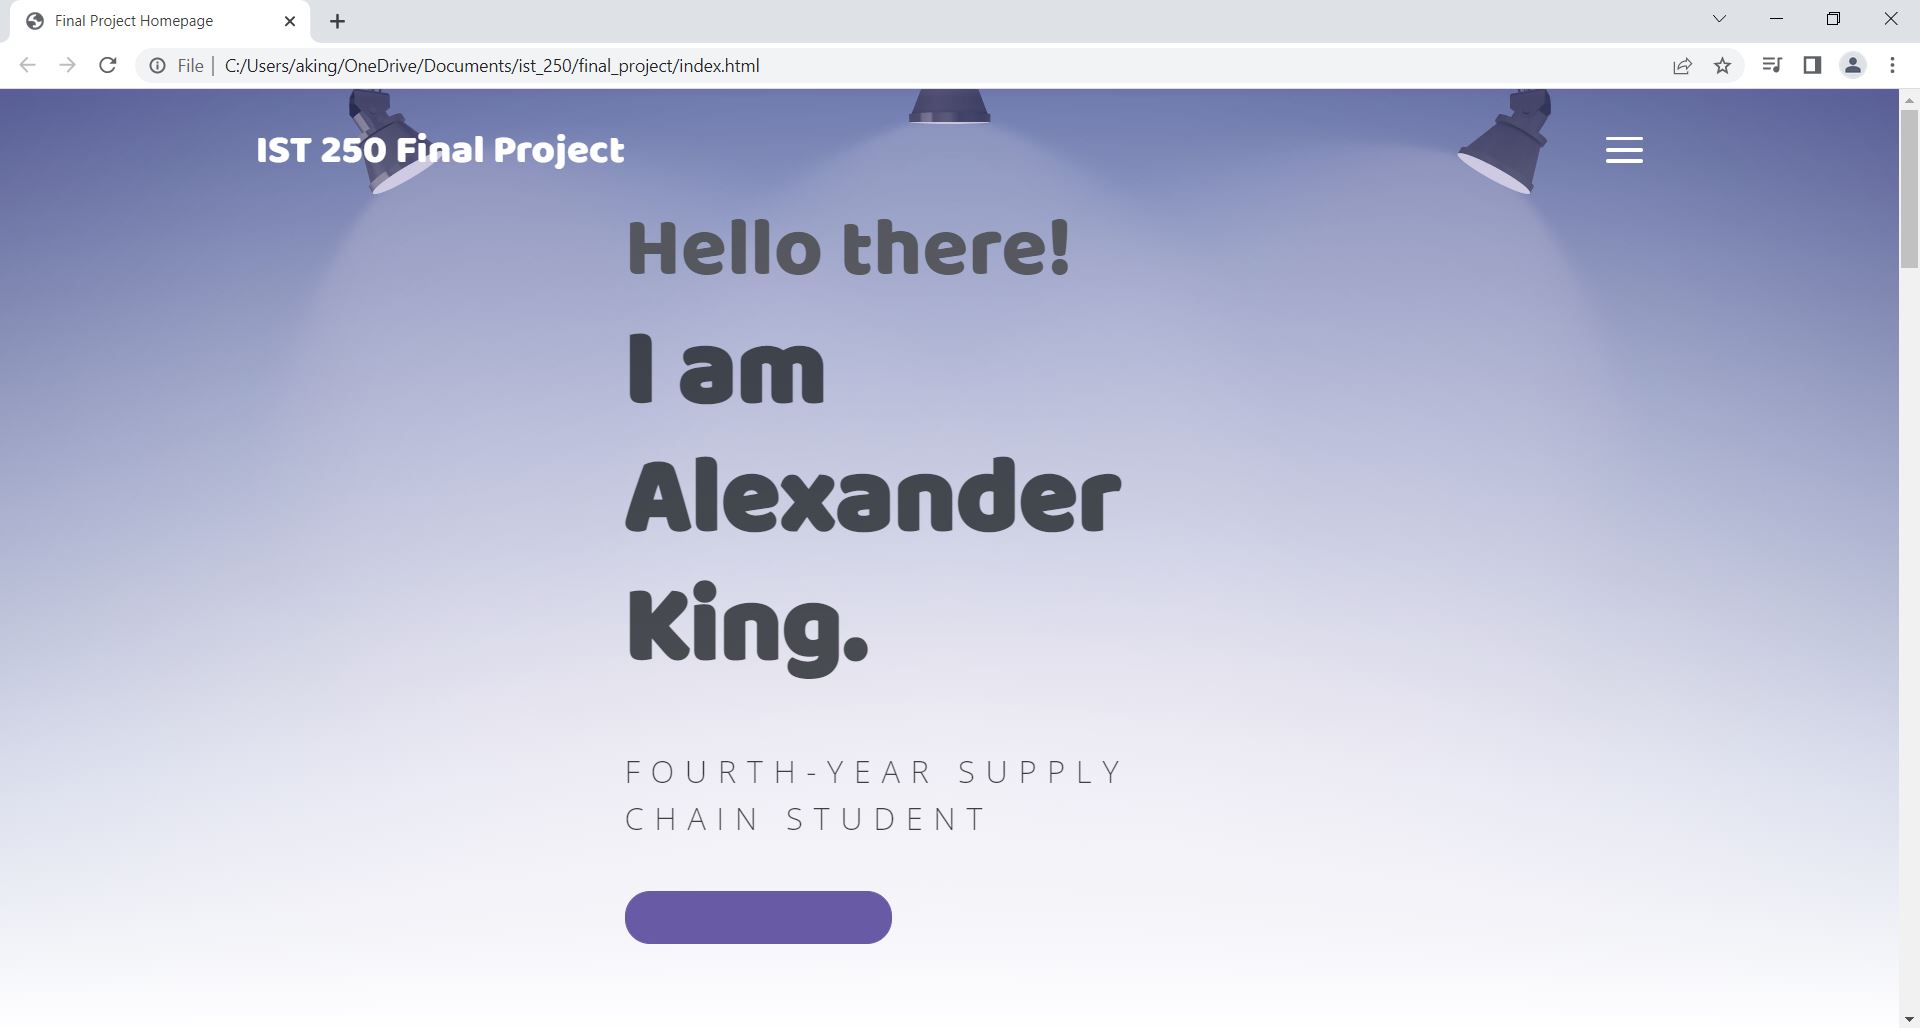 Final Project Homepage
File | C:/Users/aking/OneDrive/Documents/ist_250/final_project/index.html
IST 250 Final Project
Hello there!
I am
Alexander
King.
FOURTH-YEAR SUPPLY
CHAIN STUDENT